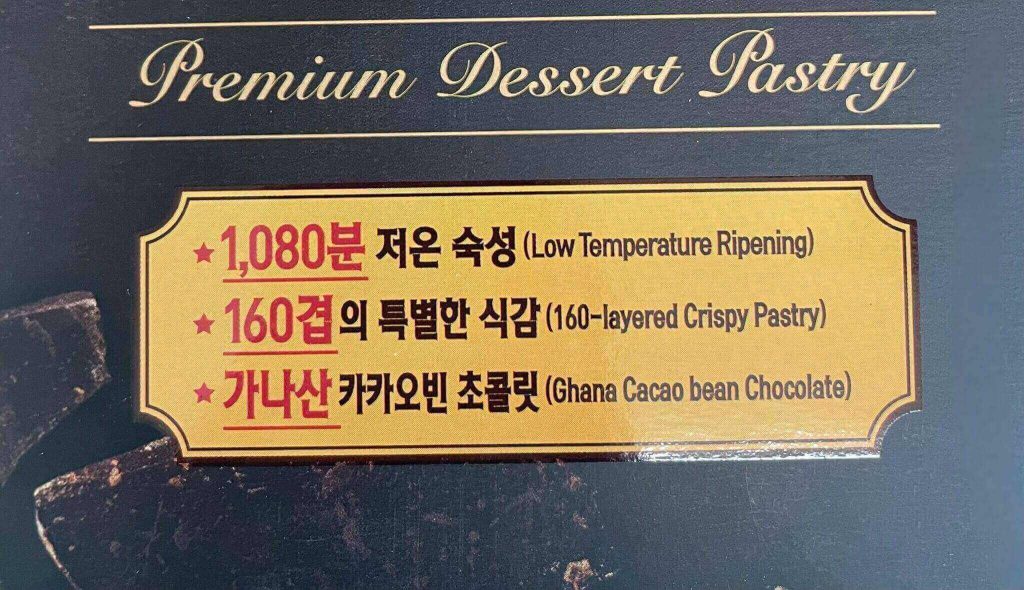 Premium Dessert Pastry
★ 1,080분 저온 숙성 (Low Temperature Ripening)
★ 160겹의 특별한 식감 (160-layered Crispy Pastry)
★ 가나산 카카오빈 초콜릿 (Ghana Cacao bean Chocolate)